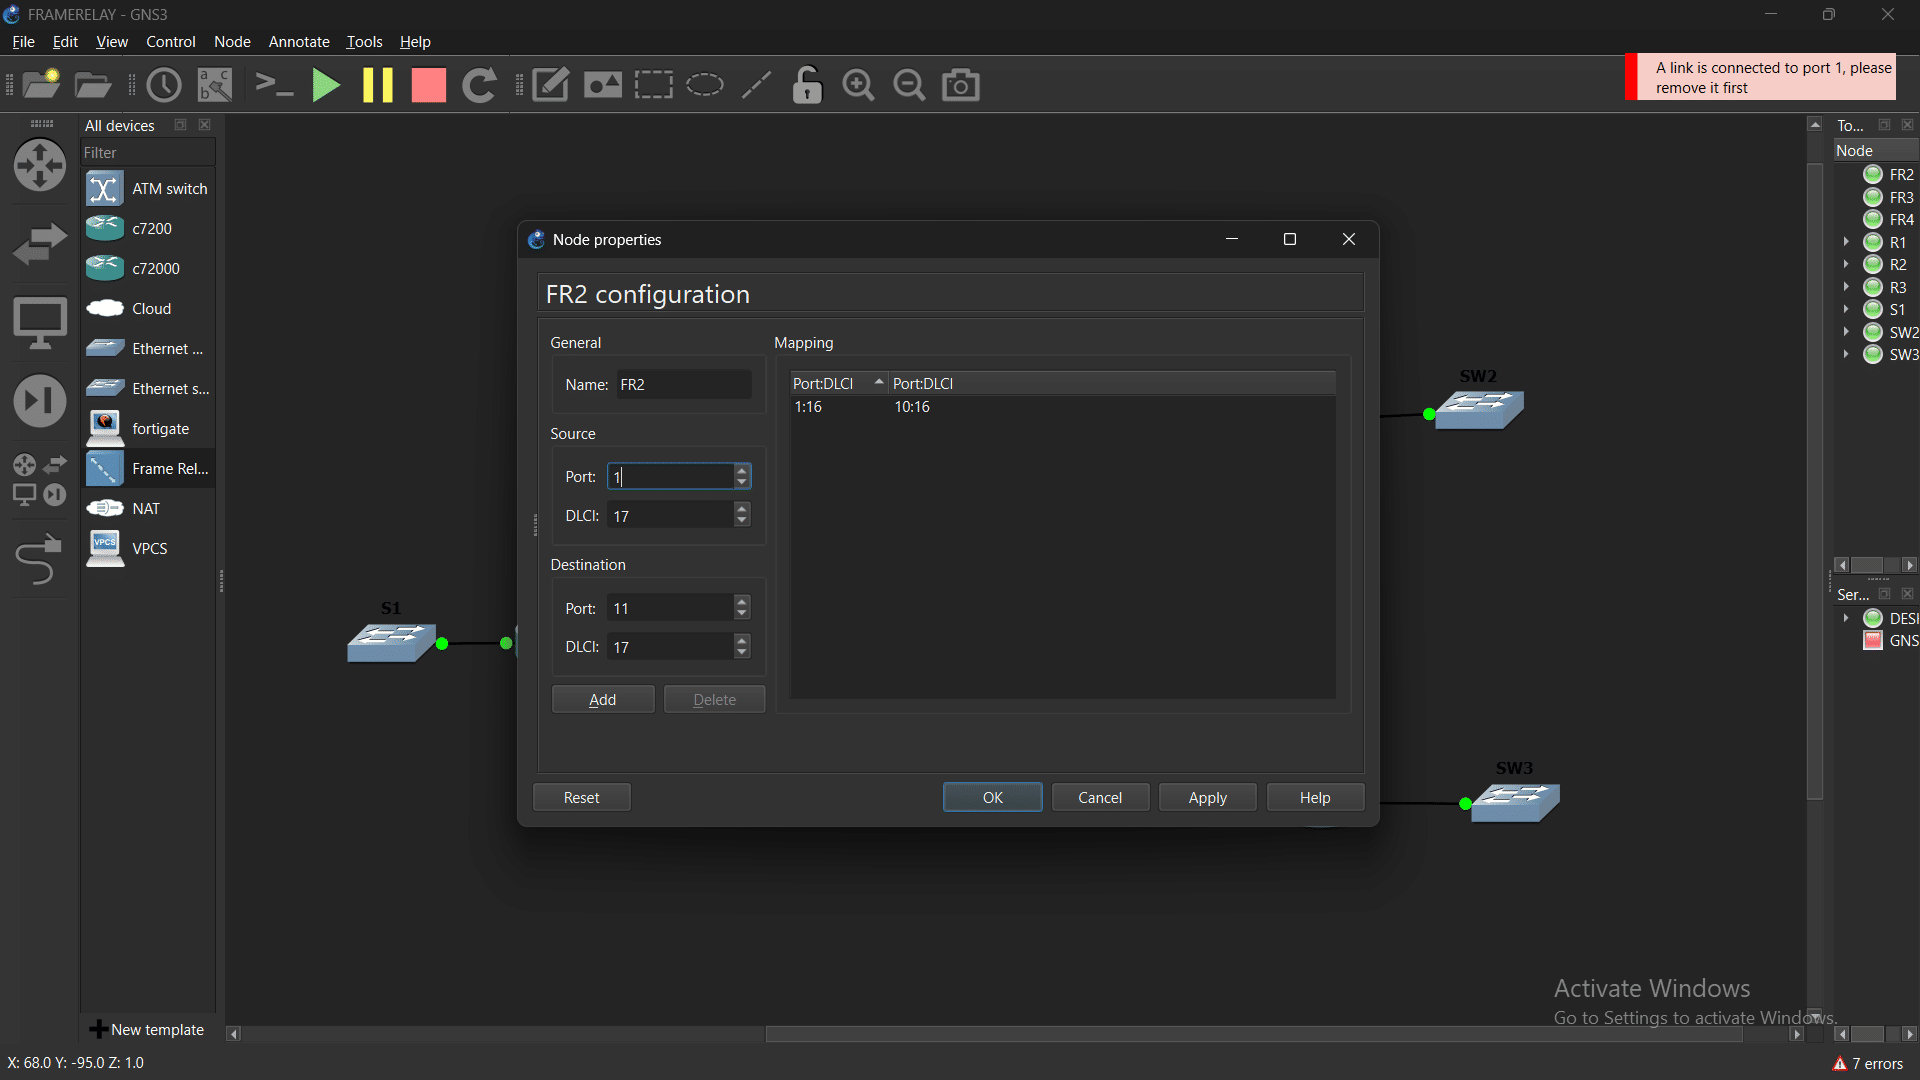 FRAMERELAY - GNS3
File Edit View Control Node Annotate Tools Help
A link is connected to port 1, please
remove it first
All devices
Filter
ATM switch
c7200
c72000
Cloud
Ethernet ...
Ethernet s...
fortigate
Frame Rel...
NAT
VPCS
New template
S1
Node properties
FR2 configuration
General
Name: FR2
Source
Port: 1
DLCI: 17
Destination
Port: 11
DLCI: 17
Add Delete
Mapping
Port:DLCI Port:DLCI
1:16 10:16
Reset OK Cancel Apply Help
SW2
SW3
To...
Node
FR2
FR3
FR4
R1
R2
R3
S1
SW2
SW3
Ser...
DESI
GNS
Activate Windows
Go to Settings to activate Windows.
X: 68.0 Y: -95.0 Z: 1.0
7 errors